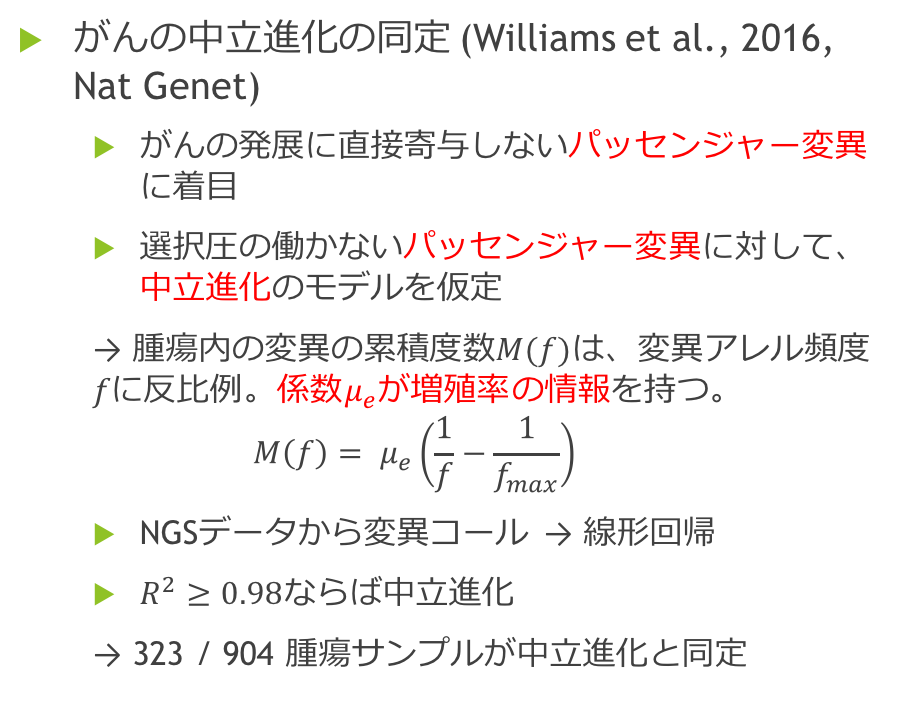 がんの中立進化の同定 (Williams et al., 2016,
Nat Genet)
がんの発展に直接寄与しないパッセンジャー変異
に着目
選択圧の働かないパッセンジャー変異に対して、
中立進化のモデルを仮定
→ 腫瘍内の変異の累積度数𝑀(𝑓)は、変異アレル頻度
𝑓に反比例。係数𝜇ₑが増殖率の情報を持つ。
𝑀(𝑓) = 𝜇ₑ (1/𝑓 − 1/𝑓ₘₐₓ)
NGSデータから変異コール → 線形回帰
𝑅² ≥ 0.98ならば中立進化
→ 323 / 904 腫瘍サンプルが中立進化と同定